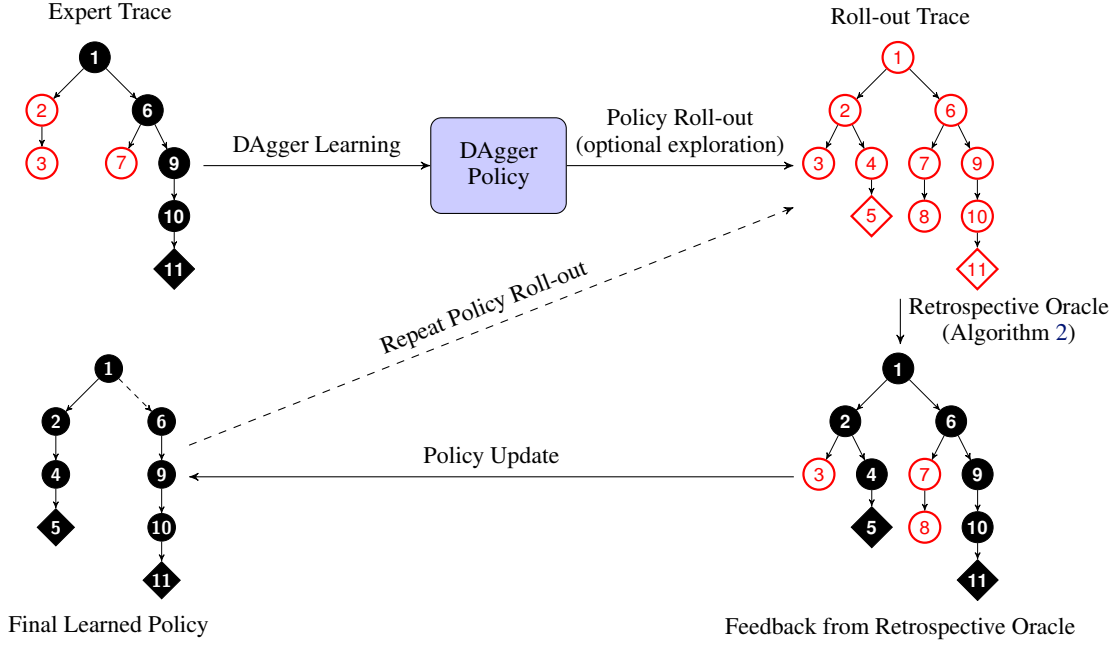 Expert Trace
Roll-out Trace
1
2
6
3
7
9
10
11
DAgger Learning
DAgger
Policy
Policy Roll-out
(optional exploration)
1
2
6
3
4
7
9
5
8
10
11
Repeat Policy Roll-out
Retrospective Oracle
(Algorithm 2)
1
2
6
4
9
5
10
11
Policy Update
1
2
6
3
4
7
9
5
8
10
11
Final Learned Policy
Feedback from Retrospective Oracle